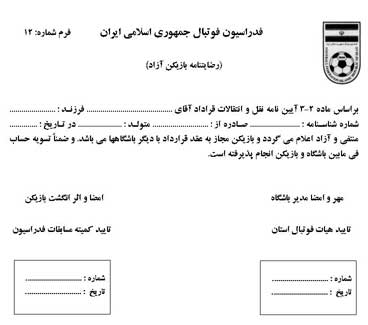 فدراسیون فوتبال جمهوری اسلامی ایران
فرم شماره: ۱۲
(رضایتنامه بازیکن آزاد)
براساس ماده ۲-۳ آیین نامه نقل و انتقالات قراداد آقای ................................ فرزند : ................
شماره شناسنامه : .................. صادره از : .................... متولد : ................ در تاریخ : ............
منتفی و آزاد اعلام می گردد و بازیکن مجاز به عقد قرارداد با دیگر باشگاهها می باشد. و ضمناً تسویه حساب
فی مابین باشگاه و بازیکن انجام پذیرفته است.
مهر و امضا مدیر باشگاه
امضا و اثر انگشت بازیکن
تایید هیات فوتبال استان
تایید کمیته مسابقات فدراسیون
شماره : ........................
تاریخ : ........................
شماره : ........................
تاریخ : ........................